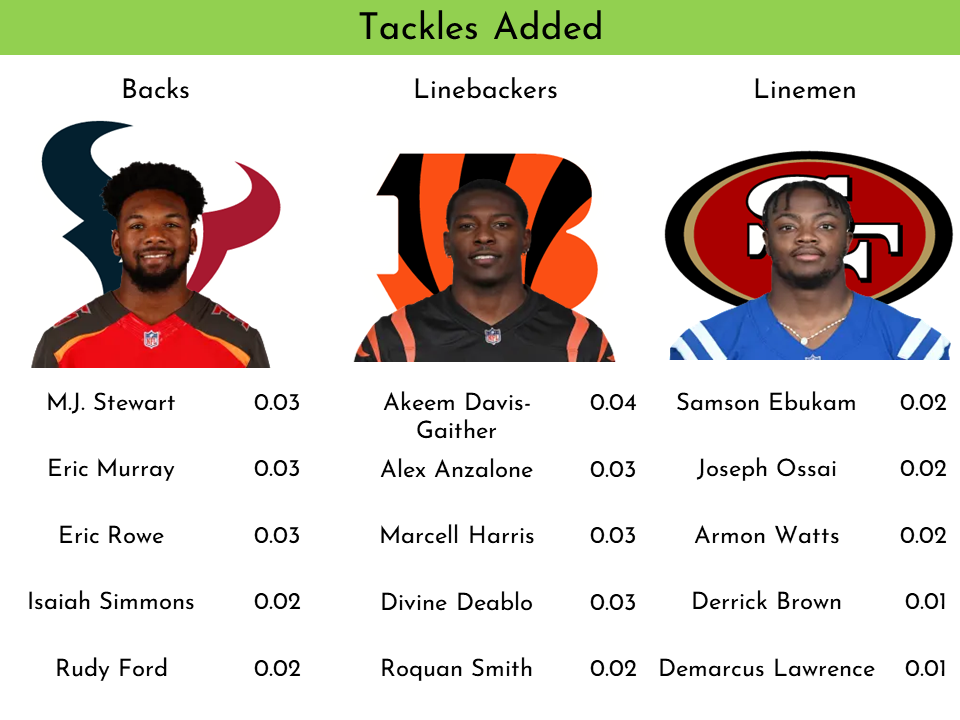 Tackles Added
Backs
Linebackers
Linemen
SF
NFL
NFL
M.J. Stewart 0.03
Akeem Davis-
Gaither 0.04
Samson Ebukam 0.02
Eric Murray 0.03
Alex Anzalone 0.03
Joseph Ossai 0.02
Eric Rowe 0.03
Marcell Harris 0.03
Armon Watts 0.02
Isaiah Simmons 0.02
Divine Deablo 0.03
Derrick Brown 0.01
Rudy Ford 0.02
Roquan Smith 0.02
Demarcus Lawrence 0.01